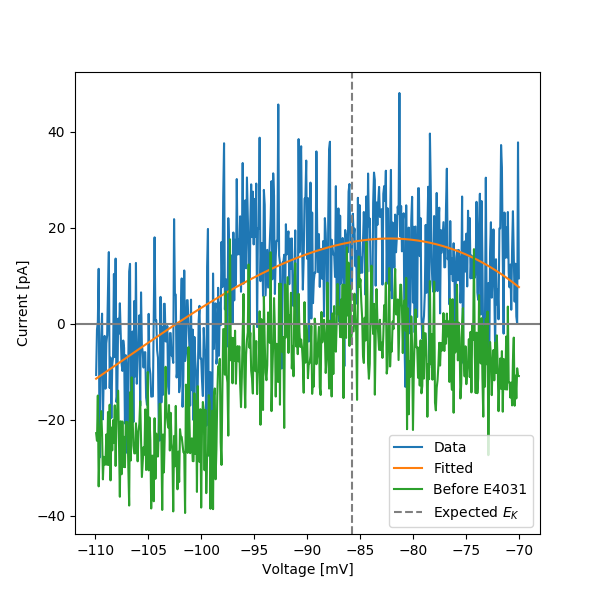 40
20
0
−20
−40
Current [pA]
Data
Fitted
Before E4031
Expected E_K
−110 −105 −100 −95 −90 −85 −80 −75 −70
Voltage [mV]